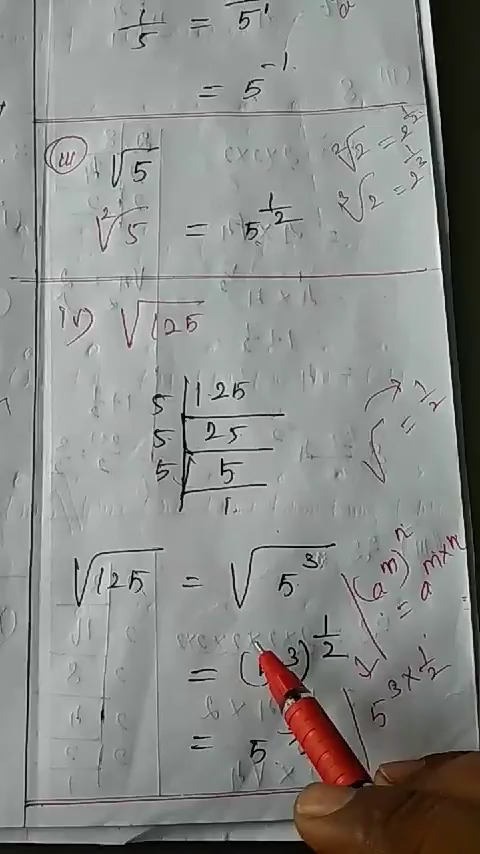 1/5 = 1/5¹
= 5⁻¹
iii) √5
²√5 = 5^(1/2)
²√2 = 2^(1/2)
³√2 = 2^(1/3)
iv) √125
5 | 125
5 | 25
5 | 5
1
√ = 1/2
√125 = √5³
= (5³)^(1/2)
= 5
(a^m)^n = a^(m×n)
5^(3×1/2)